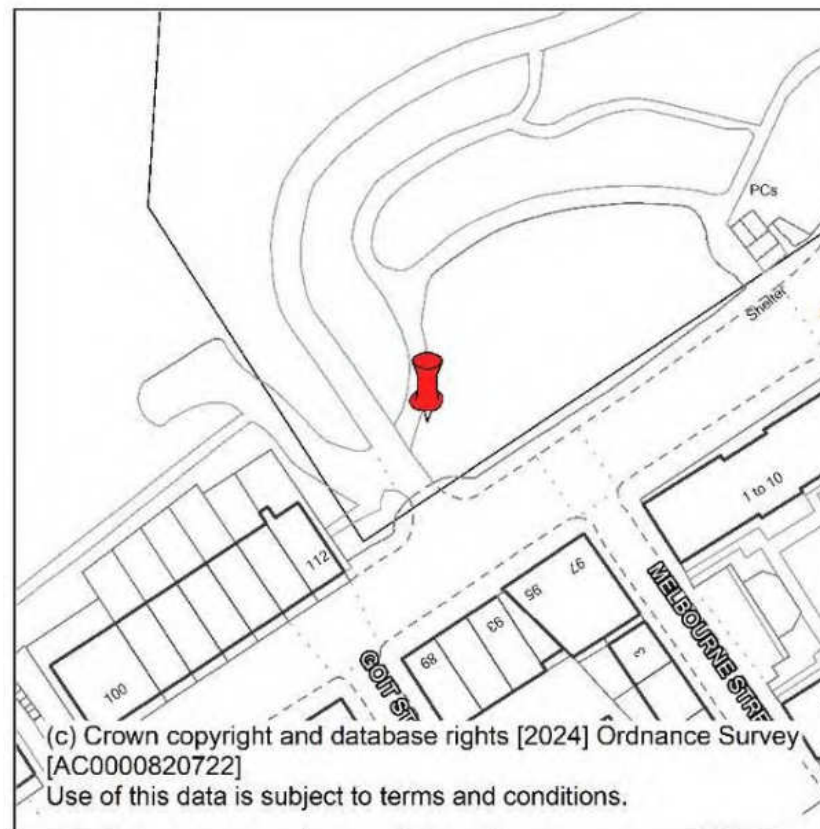 PCs
Shelter
1 to 10
112
97
95
93
89
3
100
MELBOURNE STRE
GOIT ST
(c) Crown copyright and database rights [2024] Ordnance Survey
[AC0000820722]
Use of this data is subject to terms and conditions.